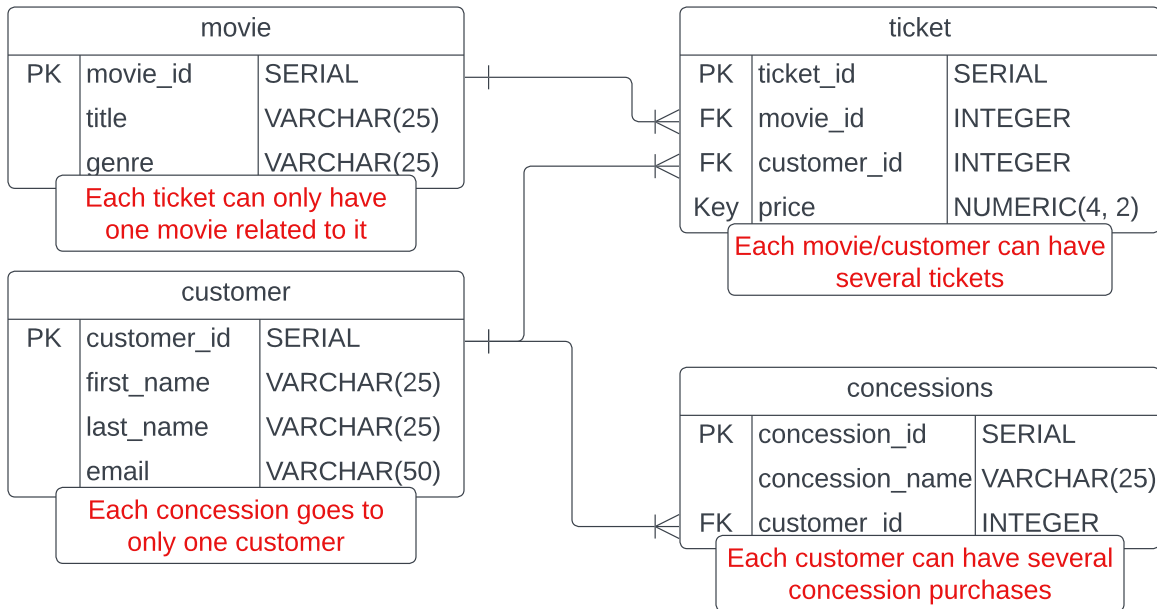 movie
PK movie_id SERIAL
title VARCHAR(25)
genre VARCHAR(25)
Each ticket can only have
one movie related to it
ticket
PK ticket_id SERIAL
FK movie_id INTEGER
FK customer_id INTEGER
Key price NUMERIC(4, 2)
Each movie/customer can have
several tickets
customer
PK customer_id SERIAL
first_name VARCHAR(25)
last_name VARCHAR(25)
email VARCHAR(50)
Each concession goes to
only one customer
concessions
PK concession_id SERIAL
concession_name VARCHAR(25)
FK customer_id INTEGER
Each customer can have several
concession purchases